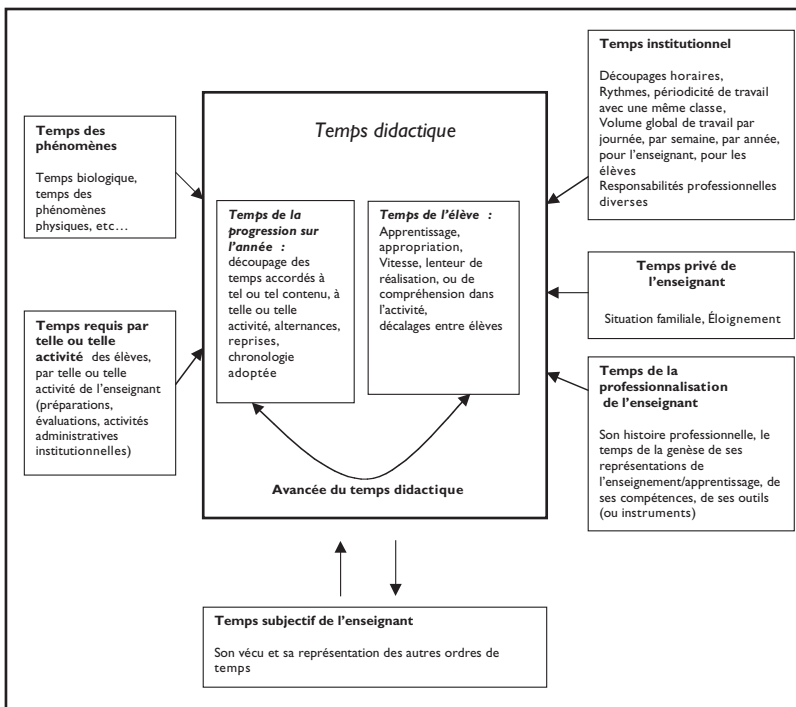 Temps institutionnel
Découpages horaires,
Rythmes, périodicité de travail
avec une même classe,
Volume global de travail par
journée, par semaine, par année,
pour l'enseignant, pour les
élèves
Responsabilités professionnelles
diverses
Temps didactique
Temps des
phénomènes
Temps biologique,
temps des
phénomènes
physiques, etc…
Temps de la
progression sur
l'année :
découpage des
temps accordés à
tel ou tel contenu, à
telle ou telle
activité, alternances,
reprises,
chronologie
adoptée
Temps de l'élève :
Apprentissage,
appropriation,
Vitesse, lenteur de
réalisation, ou de
compréhension dans
l'activité,
décalages entre élèves
Temps privé de
l'enseignant
Situation familiale, Éloignement
Temps requis par
telle ou telle
activité des élèves,
par telle ou telle
activité de l'enseignant
(préparations,
évaluations, activités
administratives
institutionnelles)
Temps de la
professionnalisation
de l'enseignant
Son histoire professionnelle, le
temps de la genèse de ses
représentations de
l'enseignement/apprentissage, de
ses compétences, de ses outils
(ou instruments)
Avancée du temps didactique
Temps subjectif de l'enseignant
Son vécu et sa représentation des autres ordres de
temps